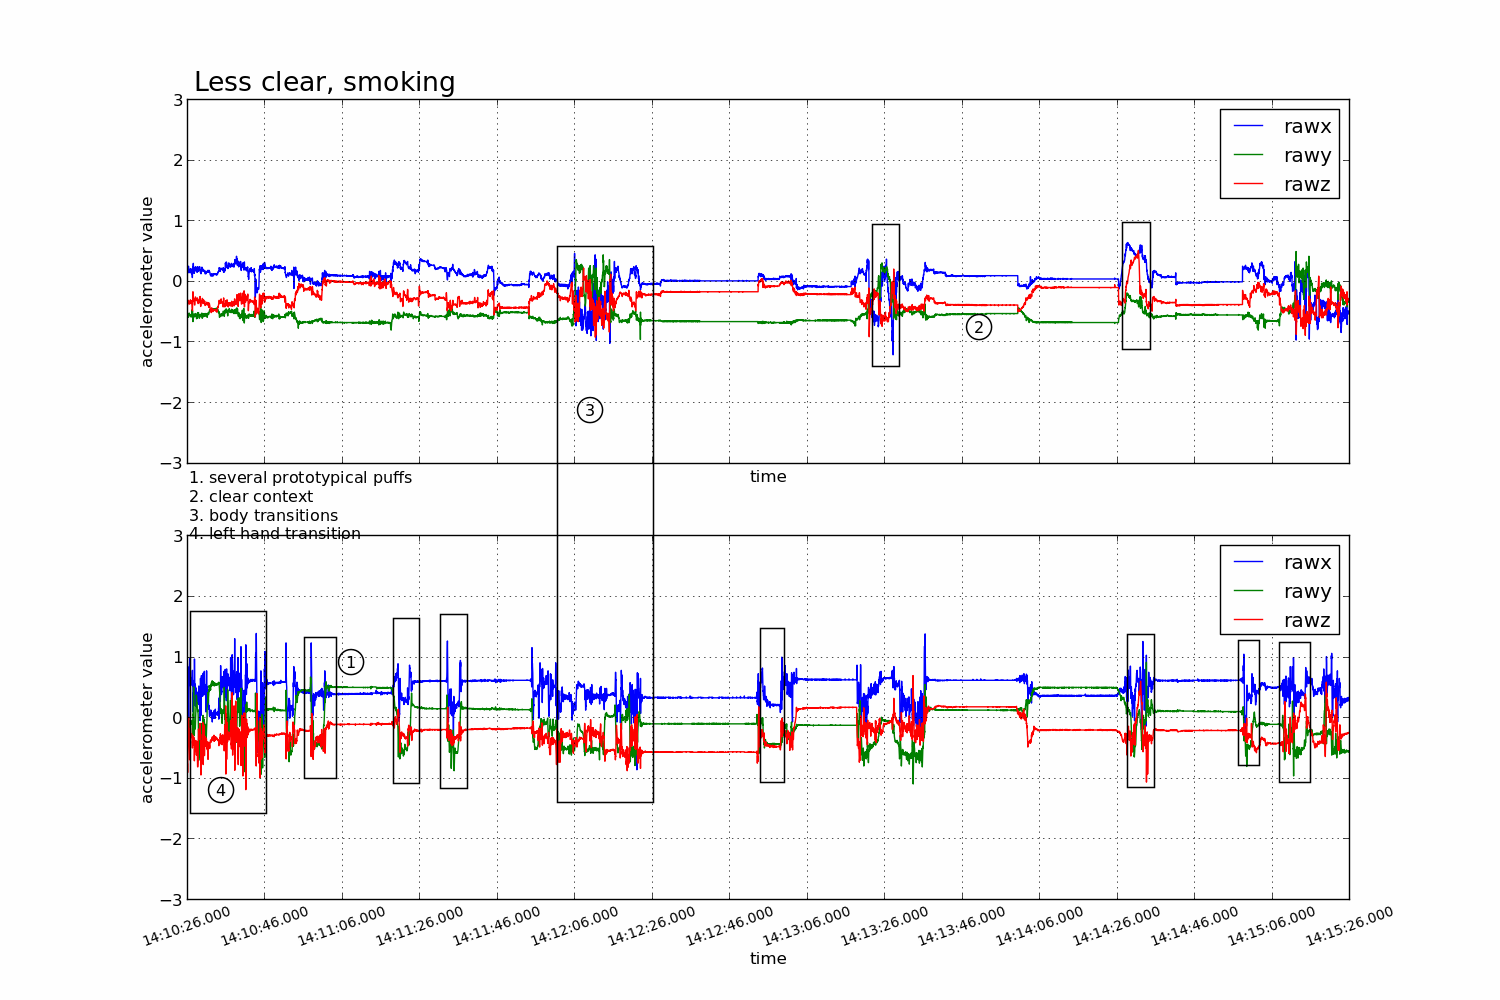 Less clear, smoking
3
2
1
0
−1
−2
−3
accelerometer value
rawx
rawy
rawz
2
3
time
1. several prototypical puffs
2. clear context
3. body transitions
4. left hand transition
3
2
1
0
−1
−2
−3
accelerometer value
rawx
rawy
rawz
1
4
14:10:26.000
14:10:46.000
14:11:06.000
14:11:26.000
14:11:46.000
14:12:06.000
14:12:26.000
14:12:46.000
14:13:06.000
14:13:26.000
14:13:46.000
14:14:06.000
14:14:26.000
14:14:46.000
14:15:06.000
14:15:26.000
time